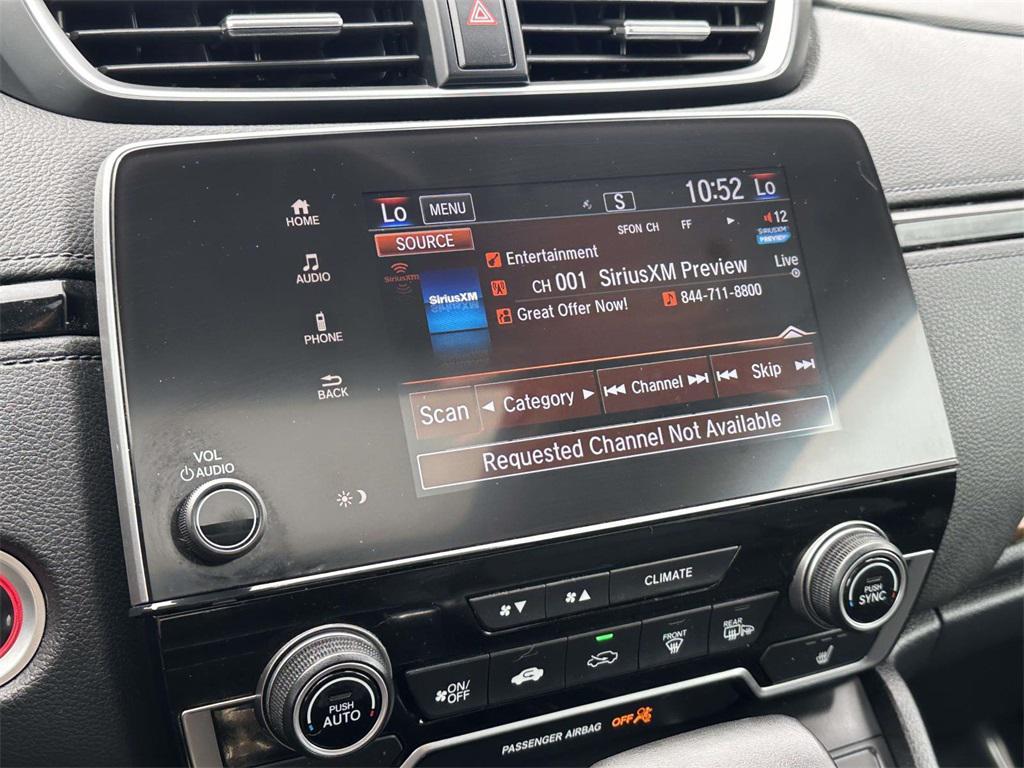 HOME
AUDIO
PHONE
BACK
VOL
AUDIO
Lo MENU S 10:52 Lo
SOURCE SFON CH FF 12
SIRIUSXM
PREVIEW
SiriusXM
SiriusXM
Entertainment
CH 001 SiriusXM Preview Live
Great Offer Now! 844-711-8800
Scan Category Channel Skip
Requested Channel Not Available
CLIMATE
PUSH
SYNC
ON/
OFF
FRONT
REAR
PUSH
AUTO
PASSENGER AIRBAG OFF